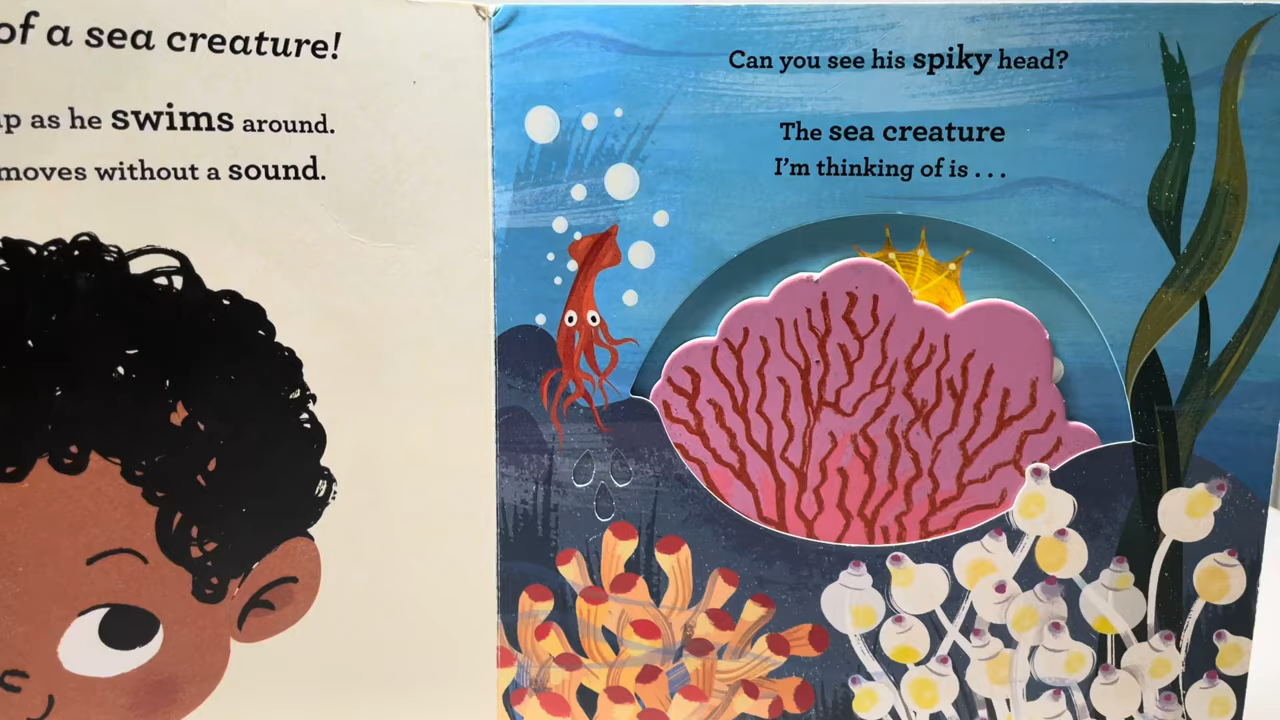 of a sea creature!
up as he swims around.
moves without a sound.
Can you see his spiky head?
The sea creature
I'm thinking of is . . .